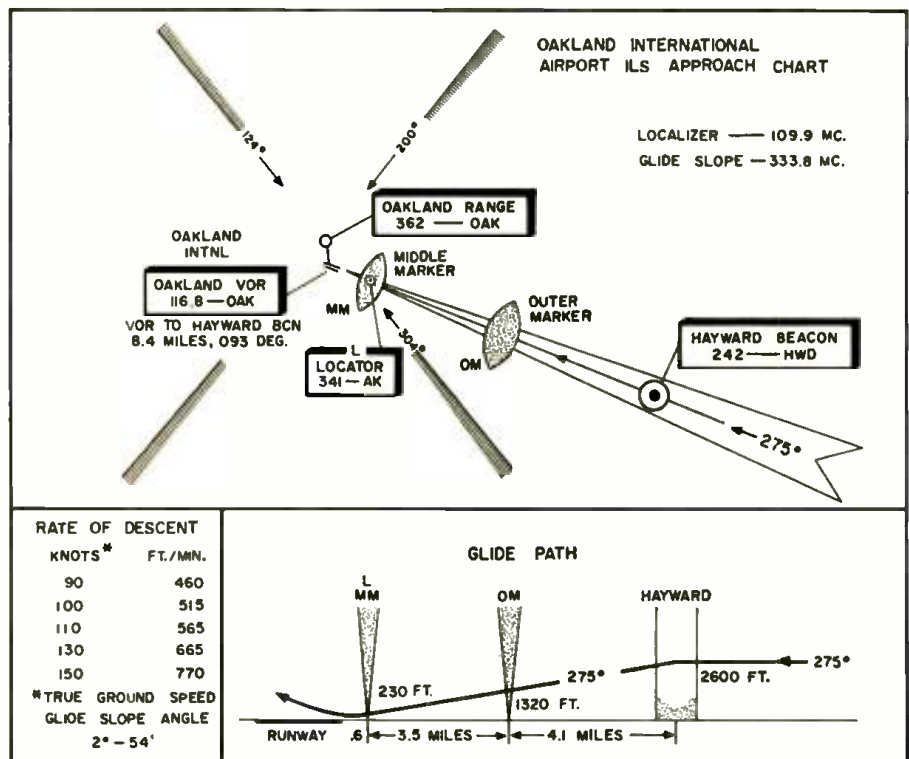 OAKLAND INTERNATIONAL
AIRPORT ILS APPROACH CHART
LOCALIZER — 109.9 MC.
GLIDE SLOPE — 333.8 MC.
124°
200°
OAKLAND RANGE
362 — OAK
OAKLAND
INTNL
MIDDLE
MARKER
OAKLAND VOR
116.8 — OAK
MM
OUTER
MARKER
VOR TO HAYWARD BCN
8.4 MILES, 093 DEG.
304°
HAYWARD BEACON
242 — HWD
OM
L
LOCATOR
341 — AK
275°
RATE OF DESCENT
KNOTS* FT./MIN.
90 460
100 515
110 565
130 665
150 770
*TRUE GROUND SPEED
GLIDE SLOPE ANGLE
2° – 54'
GLIDE PATH
L
MM OM HAYWARD
275° 275°
230 FT. 2600 FT.
1320 FT.
RUNWAY .6 3.5 MILES 4.1 MILES